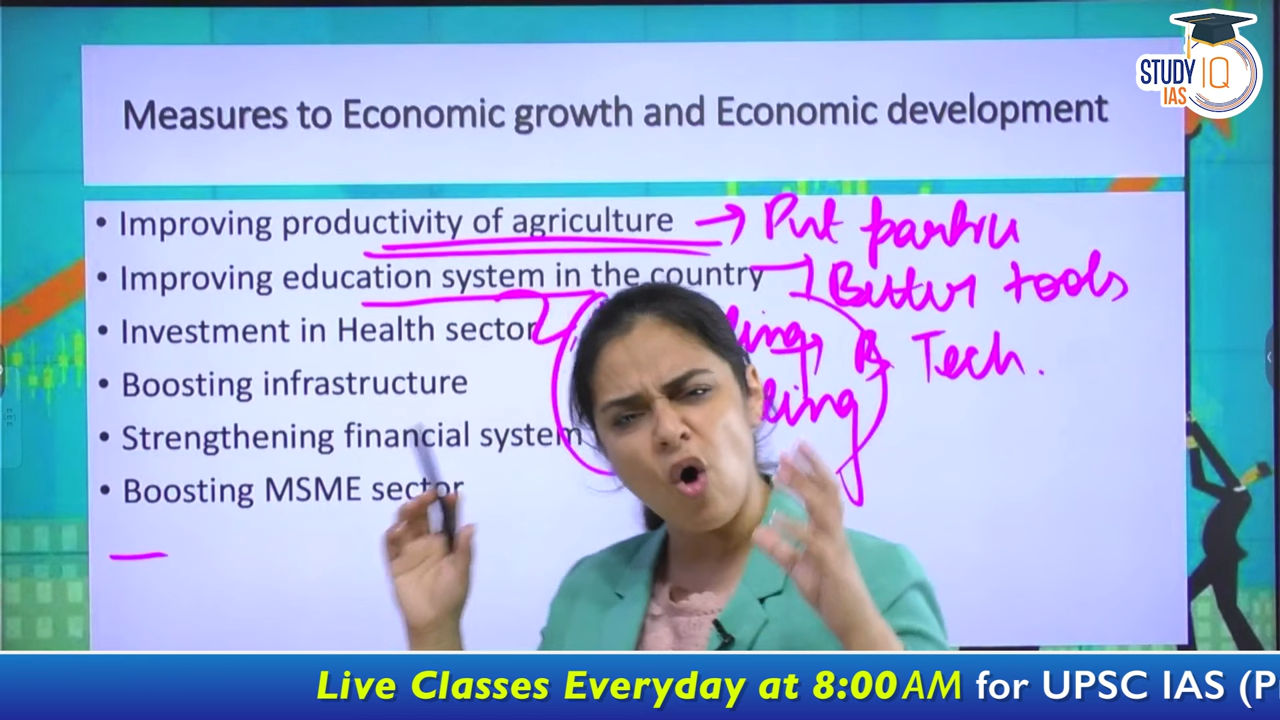 STUDY IQ
IAS
Measures to Economic growth and Economic development
• Improving productivity of agriculture → Pvt
• Improving education system in the country Better tools
• Investment in Health sector Tech.
• Boosting infrastructure
• Strengthening financial system
• Boosting MSME sector
Live Classes Everyday at 8:00 AM for UPSC IAS (P